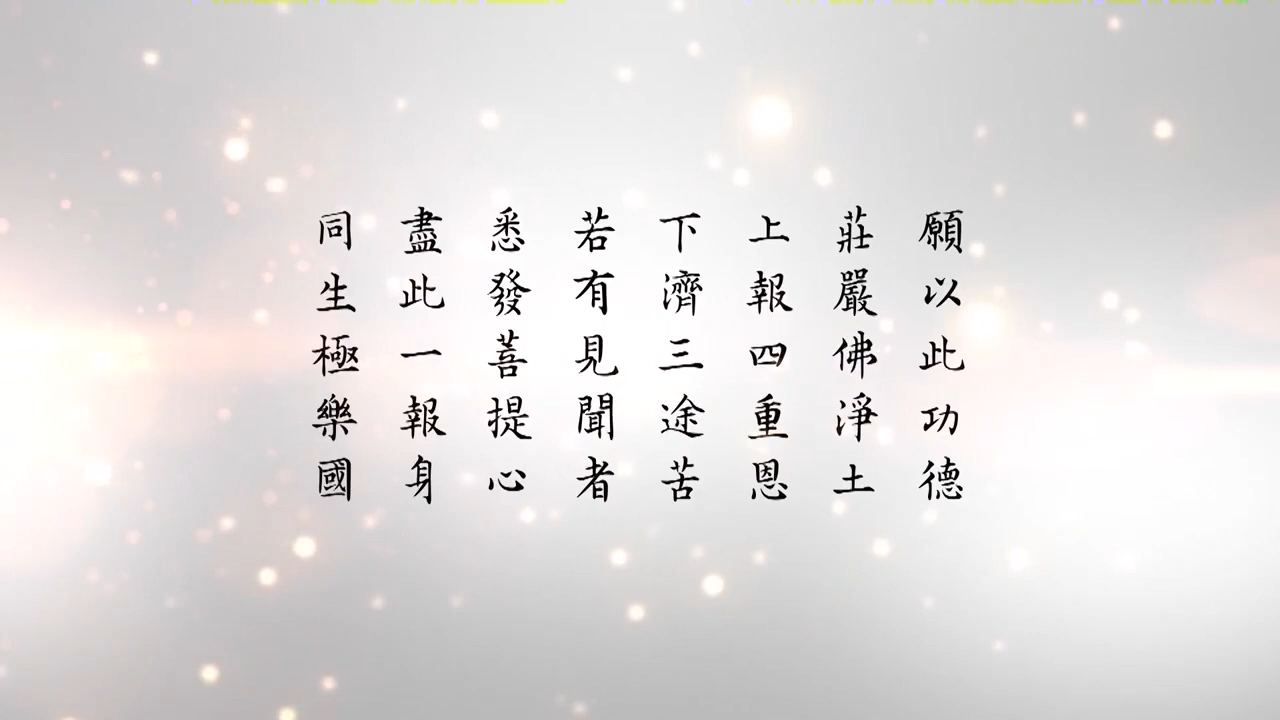 願以此功德
莊嚴佛淨土
上報四重恩
下濟三途苦
若有見聞者
悉發菩提心
盡此一報身
同生極樂國